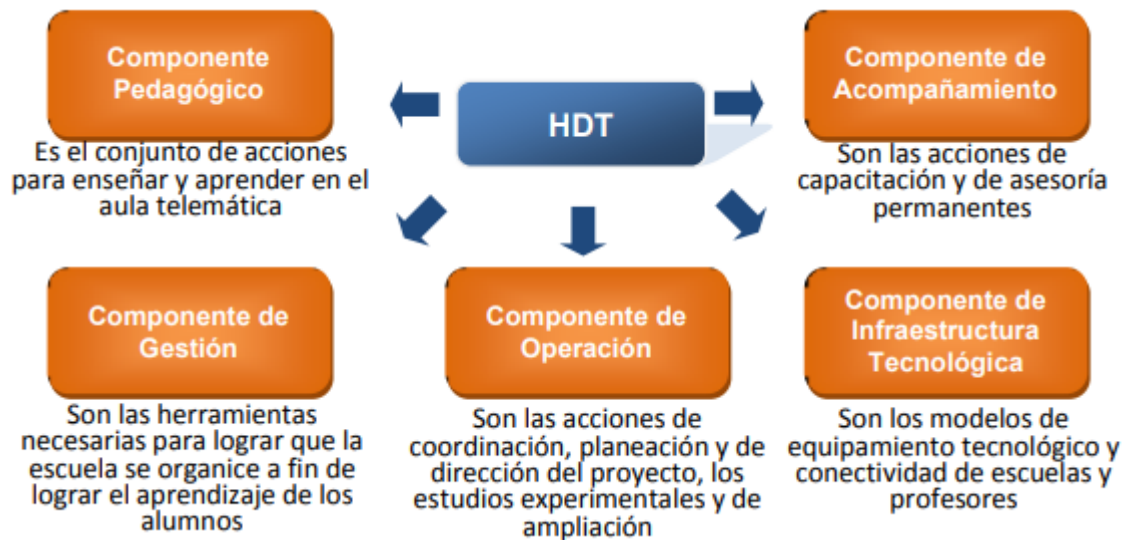 Componente
Pedagógico
Es el conjunto de acciones
para enseñar y aprender en el
aula telemática
HDT
Componente de
Acompañamiento
Son las acciones de
capacitación y de asesoría
permanentes
Componente de
Gestión
Son las herramientas
necesarias para lograr que la
escuela se organice a fin de
lograr el aprendizaje de los
alumnos
Componente de
Operación
Son las acciones de
coordinación, planeación y de
dirección del proyecto, los
estudios experimentales y de
ampliación
Componente de
Infraestructura
Tecnológica
Son los modelos de
equipamiento tecnológico y
conectividad de escuelas y
profesores